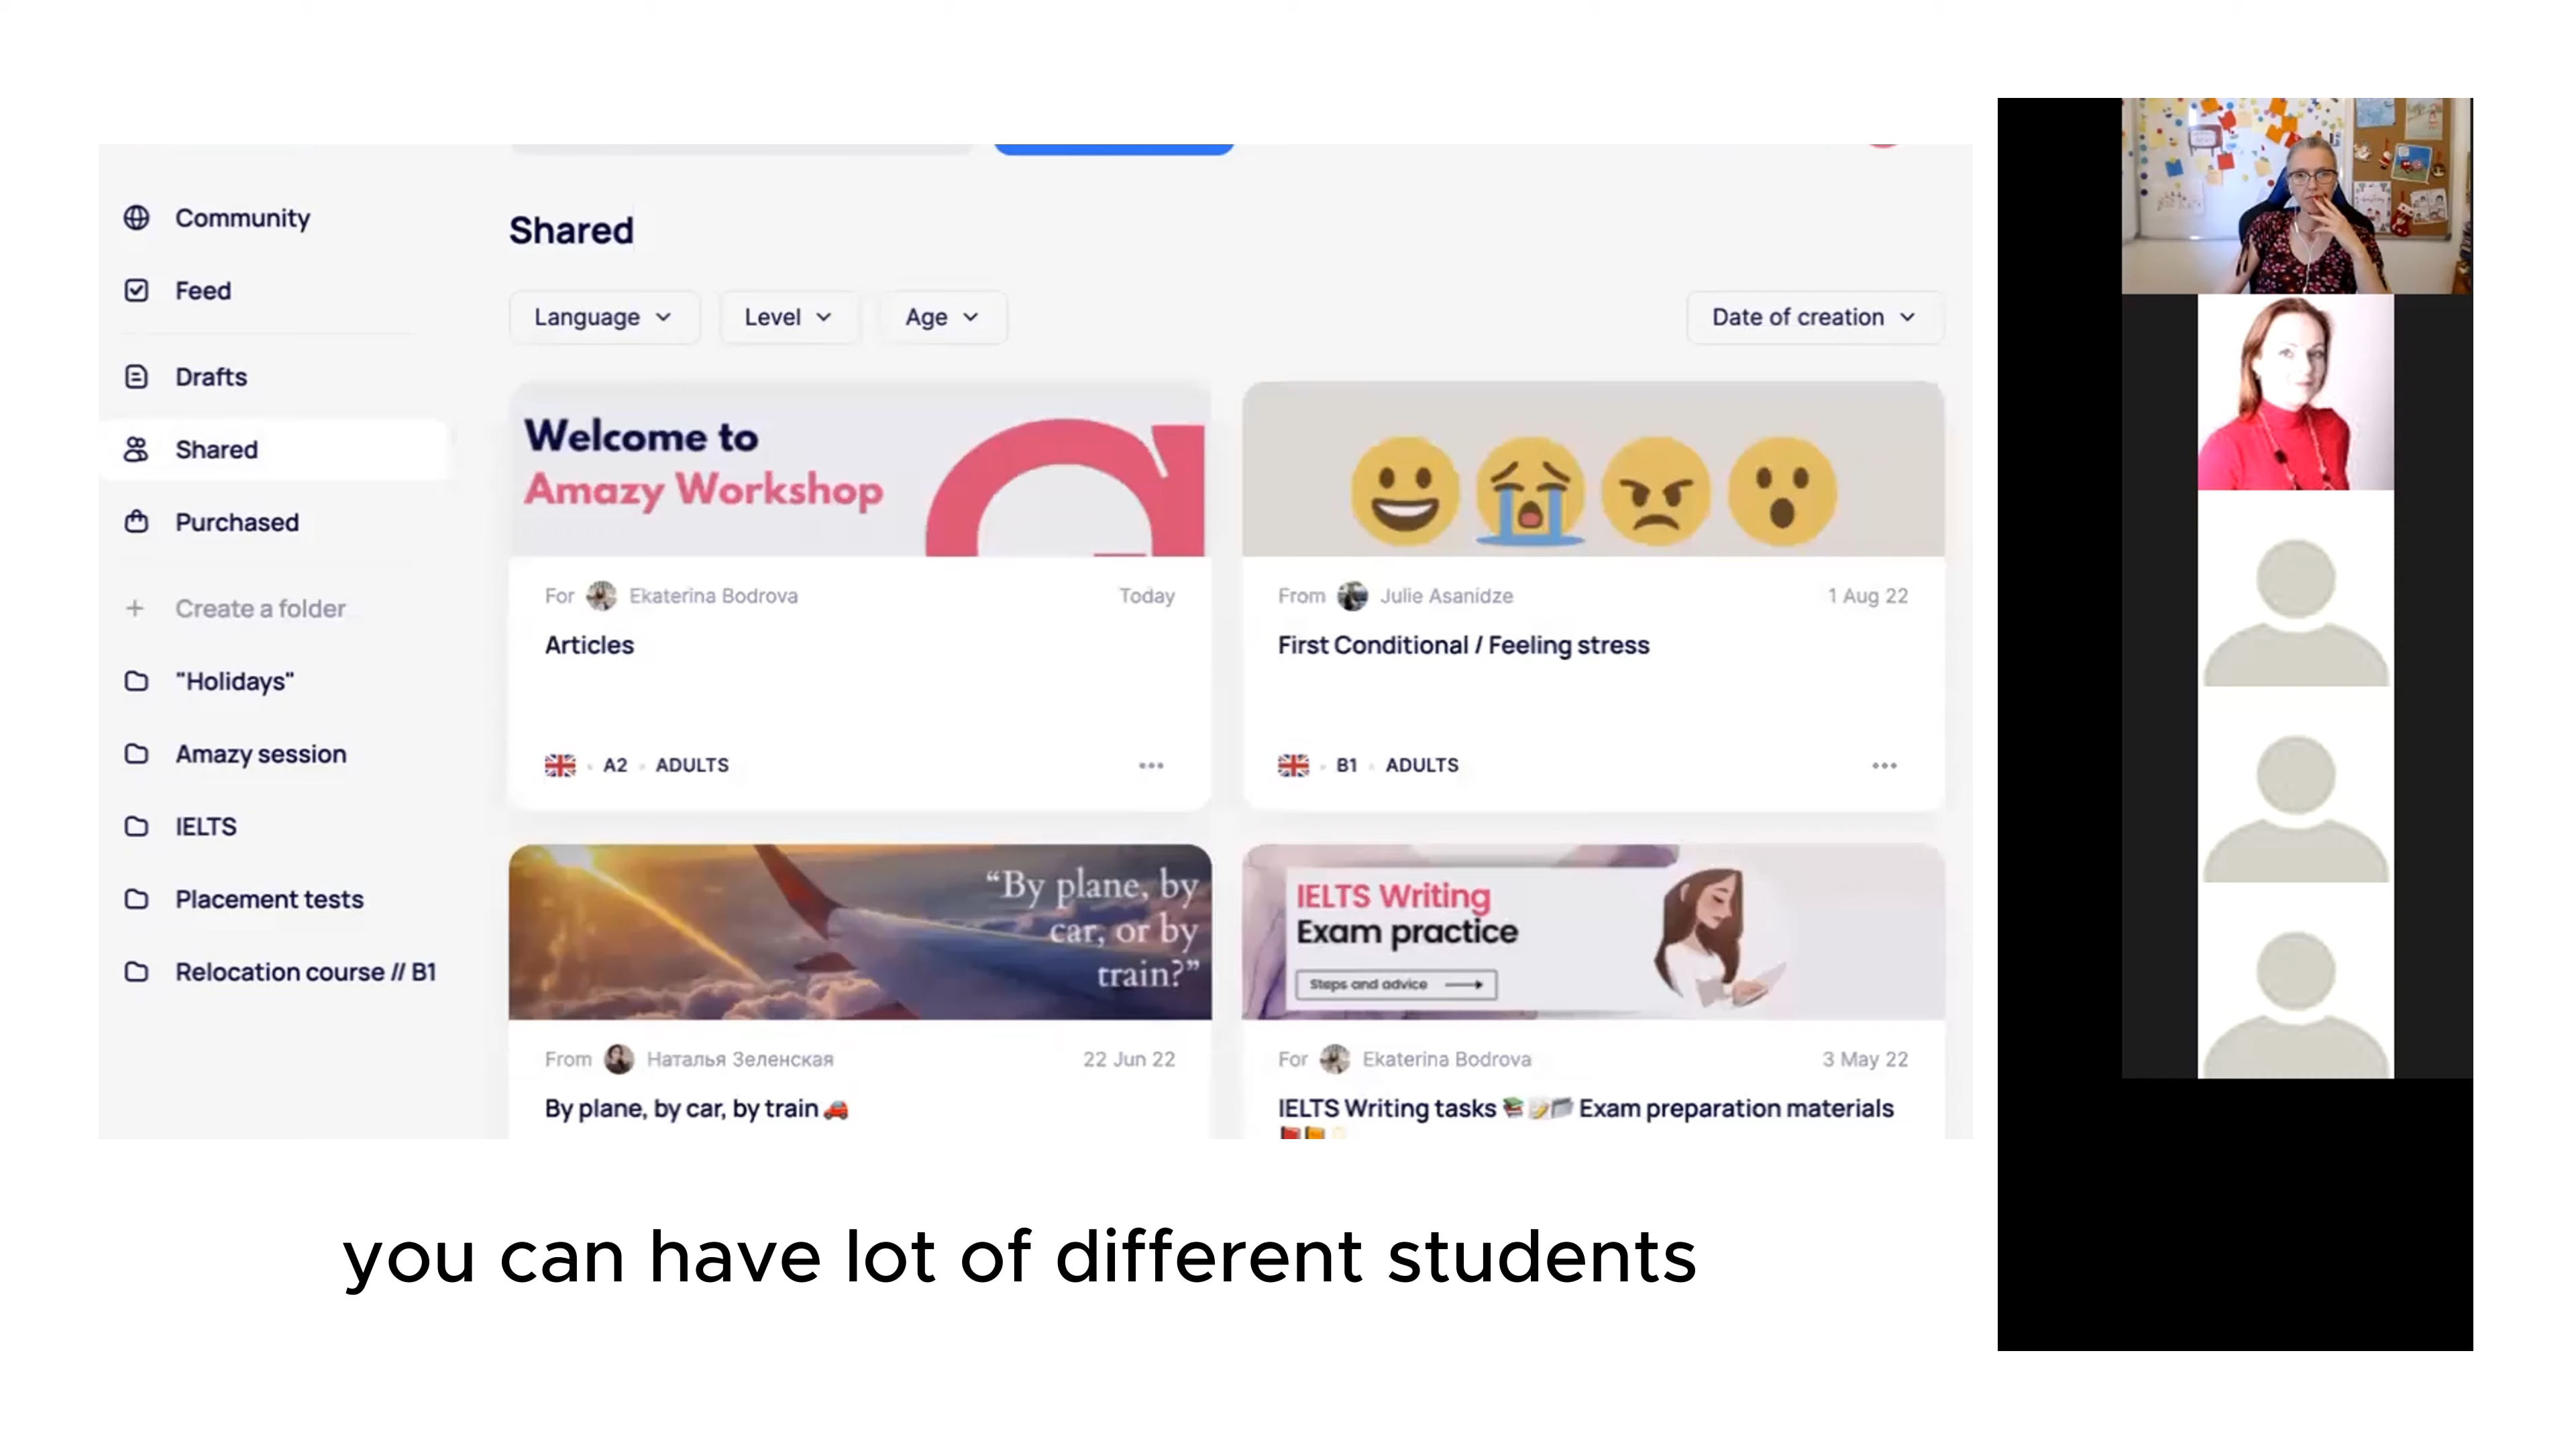 Community
Feed
Drafts
Shared
Purchased
Create a folder
"Holidays"
Amazy session
IELTS
Placement tests
Relocation course // B1
Shared
Language
Level
Age
Date of creation
Welcome to
Amazy Workshop
For Ekaterina Bodrova Today
Articles
A2 ADULTS
From Julie Asanidze 1 Aug 22
First Conditional / Feeling stress
B1 ADULTS
“By plane, by
car, or by
train?”
From Наталья Зеленская 22 Jun 22
By plane, by car, by train
IELTS Writing
Exam practice
Steps and advice
For Ekaterina Bodrova 3 May 22
IELTS Writing tasks Exam preparation materials
you can have lot of different students